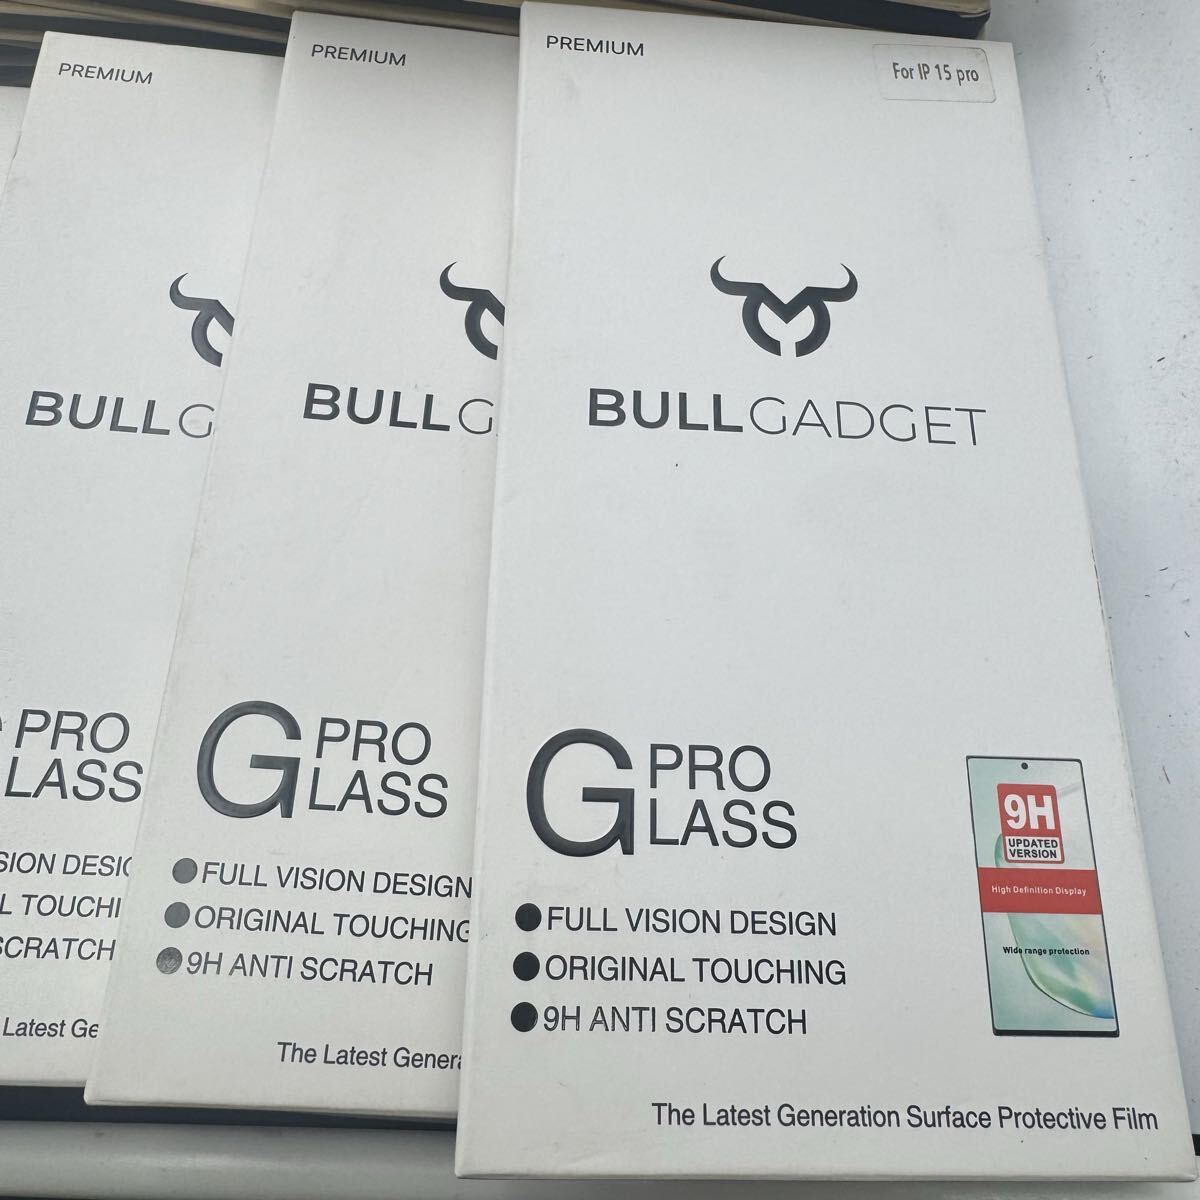 PREMIUM
BULLG
PRO
LASS
SION DESIG
L TOUCHI
SCRATCH
Latest Ge
PREMIUM
BULLG
G PRO
LASS
FULL VISION DESIGN
ORIGINAL TOUCHING
9H ANTI SCRATCH
The Latest Genera
PREMIUM
For IP 15 pro
BULLGADGET
G PRO
LASS
FULL VISION DESIGN
ORIGINAL TOUCHING
9H ANTI SCRATCH
9H
UPDATED
VERSION
High Definition Display
Wide range protection
The Latest Generation Surface Protective Film